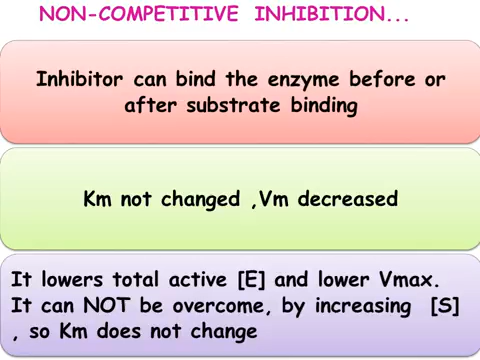 NON-COMPETITIVE INHIBITION...
Inhibitor can bind the enzyme before or
after substrate binding
Km not changed ,Vm decreased
It lowers total active [E] and lower Vmax.
It can NOT be overcome, by increasing [S]
, so Km does not change